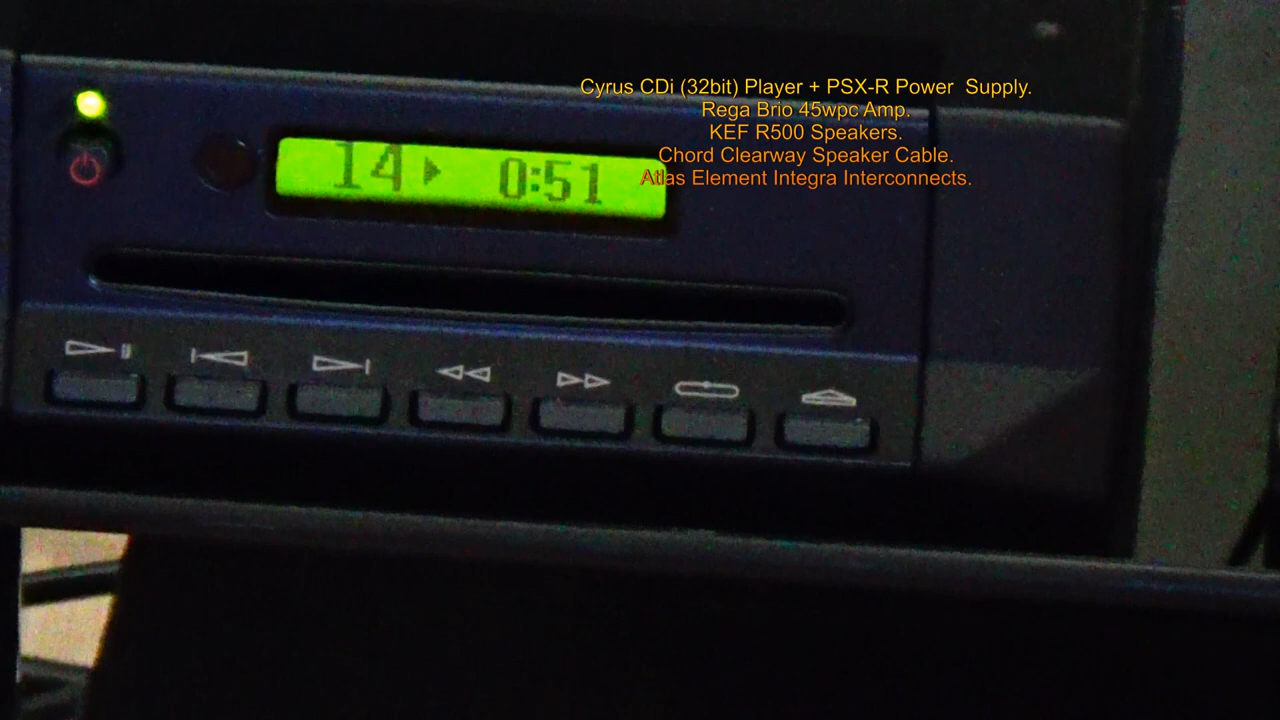 Cyrus CDi (32bit) Player + PSX-R Power  Supply.
Rega Brio 45wpc Amp.
KEF R500 Speakers.
Chord Clearway Speaker Cable.
Atlas Element Integra Interconnects.
14 0:51